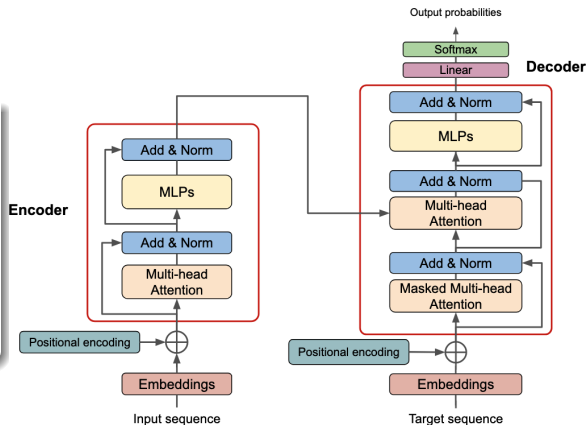 Output probabilities
Softmax
Linear
Decoder
Add & Norm
MLPs
Add & Norm
Multi-head
Attention
Add & Norm
Masked Multi-head
Attention
Positional encoding
Embeddings
Target sequence
Encoder
Add & Norm
MLPs
Add & Norm
Multi-head
Attention
Positional encoding
Embeddings
Input sequence